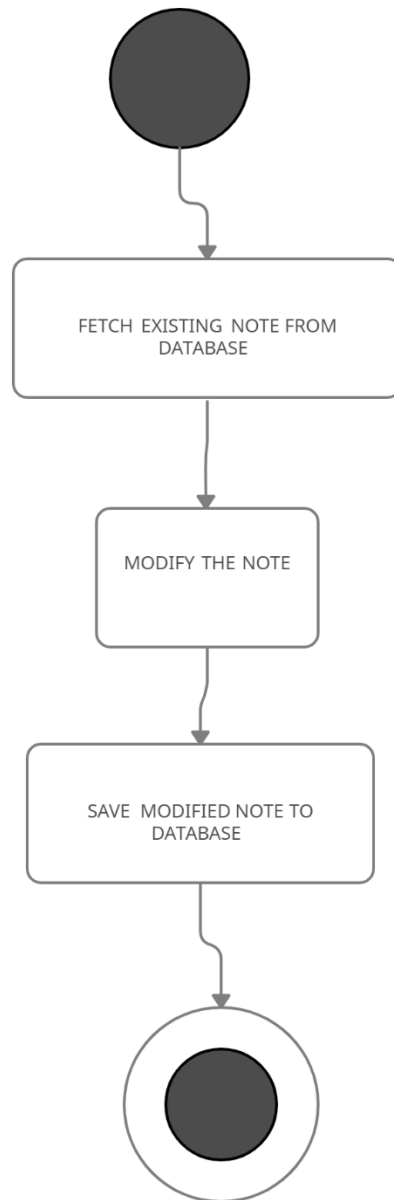 FETCH EXISTING NOTE FROM
DATABASE
MODIFY THE NOTE
SAVE MODIFIED NOTE TO
DATABASE